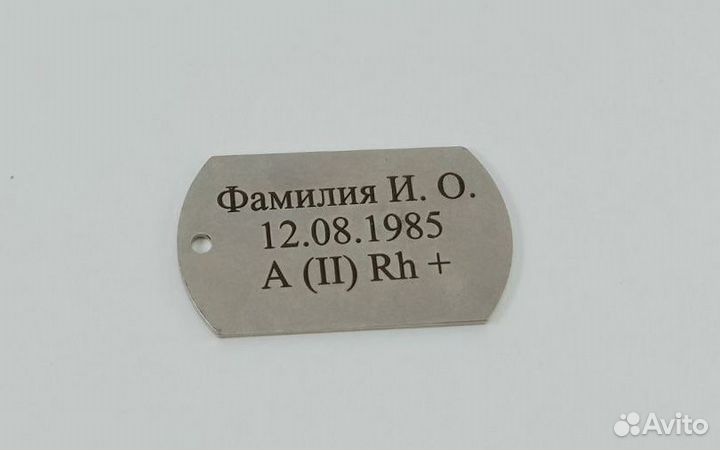 Фамилия И. О.
12.08.1985
А (II) Rh +
Avito